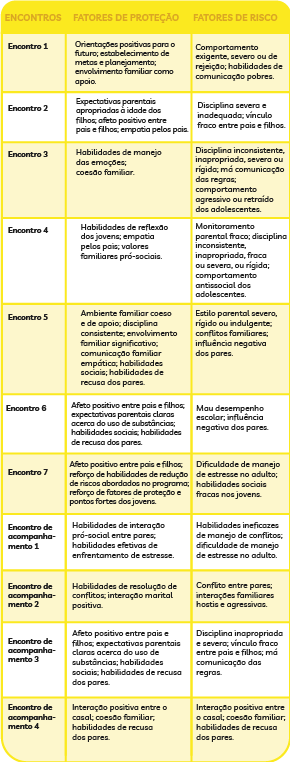 ENCONTROS FATORES DE PROTEÇÃO FATORES DE RISCO
Encontro 1
Orientações positivas para o
futuro; estabelecimento de
metas e planejamento;
envolvimento familiar como
apoio.
Comportamento
exigente, severo ou de
rejeição; habilidades de
comunicação pobres.
Encontro 2
Expectativas parentais
apropriadas à idade dos
filhos; afeto positivo entre
pais e filhos; empatia pelos pais.
Disciplina severa e
inadequada; vínculo
fraco entre pais e filhos.
Encontro 3
Habilidades de manejo
das emoções;
coesão familiar.
Disciplina inconsistente,
inapropriada, severa ou
rígida; má comunicação
das regras;
comportamento
agressivo ou retraído
dos adolescentes.
Encontro 4
Habilidades de reflexão
dos jovens; empatia
pelos pais; valores
familiares pró-sociais.
Monitoramento
parental fraco; disciplina
inconsistente,
inapropriada, fraca
ou severa, ou rígida;
comportamento
antissocial dos
adolescentes.
Encontro 5
Ambiente familiar coeso
e de apoio; disciplina
consistente; envolvimento
familiar significativo;
comunicação familiar
empática; habilidades
sociais; habilidades de
recusa dos pares.
Estilo parental severo,
rígido ou indulgente;
conflitos familiares;
influência negativa
dos pares.
Encontro 6
Afeto positivo entre pais e filhos;
expectativas parentais claras
acerca do uso de substâncias;
habilidades sociais; habilidades
de recusa dos pares.
Mau desempenho
escolar; influência
negativa dos pares.
Encontro 7
Afeto positivo entre pais e filhos;
reforço de habilidades de redução
de riscos abordados no programa;
reforço de fatores de proteção e
pontos fortes dos jovens.
Dificuldade de manejo
de estresse no adulto;
habilidades sociais
fracas nos jovens.
Encontro de
acompanha-
mento 1
Habilidades de interação
pró-social entre pares;
habilidades efetivas de
enfrentamento de estresse.
Habilidades ineficazes
de manejo de conflitos;
dificuldade de manejo
de estresse no adulto.
Encontro de
acompanha-
mento 2
Habilidades de resolução de
conflitos; interação marital
positiva.
Conflito entre pares;
interações familiares
hostis e agressivas.
Encontro de
acompanha-
mento 3
Afeto positivo entre pais e
filhos; expectativas parentais
claras acerca do uso de
substâncias; habilidades
sociais; habilidades de recusa
dos pares.
Disciplina inapropriada
e severa; vínculo fraco
entre pais e filhos; má
comunicação das
regras.
Encontro de
acompanha-
mento 4
Interação positiva entre o
casal; coesão familiar;
habilidades de recusa
dos pares.
Interação positiva entre
o casal; coesão familiar;
habilidades de recusa
dos pares.